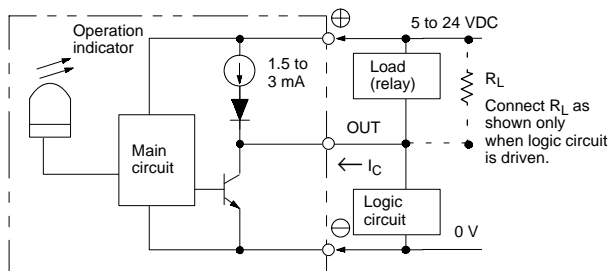 Operation
indicator
Main
circuit
1.5 to
3 mA
⊕
5 to 24 VDC
Load
(relay)
OUT
I_C
Logic
circuit
⊖
0 V
R_L
Connect R_L as
shown only
when logic circuit
is driven.